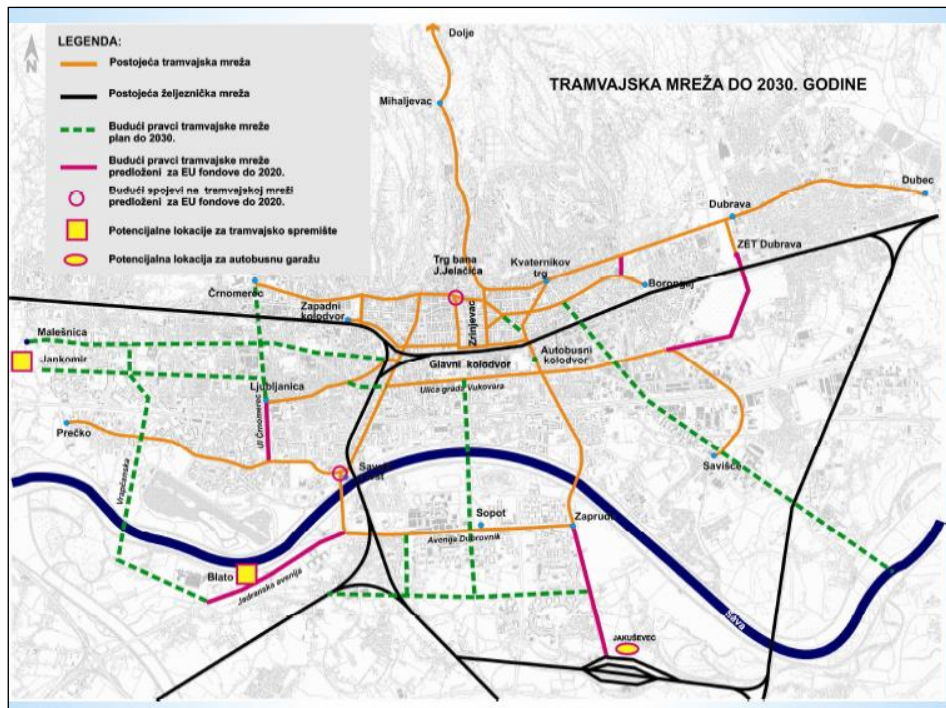 LEGENDA:
Postojeća tramvajska mreža
Postojeća željeznička mreža
Budući pravci tramvajske mreže
plan do 2030.
Budući pravci tramvajske mreže
predloženi za EU fondove do 2020.
Budući spojevi na tramvajskoj mreži
predloženi za EU fondove do 2020.
Potencijalne lokacije za tramvajsko spremište
Potencijalna lokacija za autobusnu garažu
N
TRAMVAJSKA MREŽA DO 2030. GODINE
Dolje
Mihaljevac
Dubec
Dubrava
ZET Dubrava
Trg bana
J.Jelačića
Kvaternikov
trg
Borongaj
Črnomerec
Zapadni
kolodvor
Zrinjevac
Malešnica
Jankomir
Glavni kolodvor
Autobusni
kolodvor
Ljubljanica
Ulica grada Vukovara
Ul Črnomerec
Prečko
Vrapčanska
Savišće
Sopot
Zapruđe
Avenija Dubrovnik
Blato
Jadranska avenija
Sava
JAKUŠEVEC